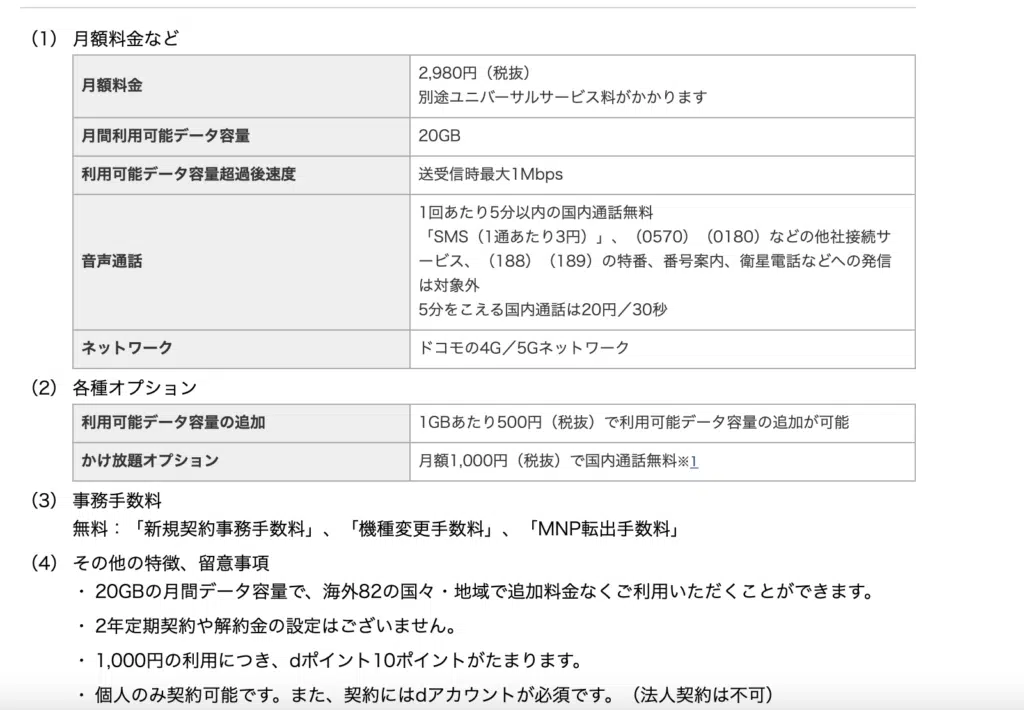 （1） 月額料金など
月額料金
2,980円（税抜）
別途ユニバーサルサービス料がかかります
月間利用可能データ容量
20GB
利用可能データ容量超過後速度
送受信時最大1Mbps
音声通話
1回あたり5分以内の国内通話無料
「SMS（1通あたり3円）」、（0570）（0180）などの他社接続サ
ービス、（188）（189）の特番、番号案内、衛星電話などへの発信
は対象外
5分をこえる国内通話は20円／30秒
ネットワーク
ドコモの4G／5Gネットワーク
（2） 各種オプション
利用可能データ容量の追加
1GBあたり500円（税抜）で利用可能データ容量の追加が可能
かけ放題オプション
月額1,000円（税抜）で国内通話無料※1
（3） 事務手数料
無料：「新規契約事務手数料」、「機種変更手数料」、「MNP転出手数料」
（4） その他の特徴、留意事項
・ 20GBの月間データ容量で、海外82の国々・地域で追加料金なくご利用いただくことができます。
・ 2年定期契約や解約金の設定はございません。
・ 1,000円の利用につき、dポイント10ポイントがたまります。
・ 個人のみ契約可能です。また、契約にはdアカウントが必須です。（法人契約は不可）